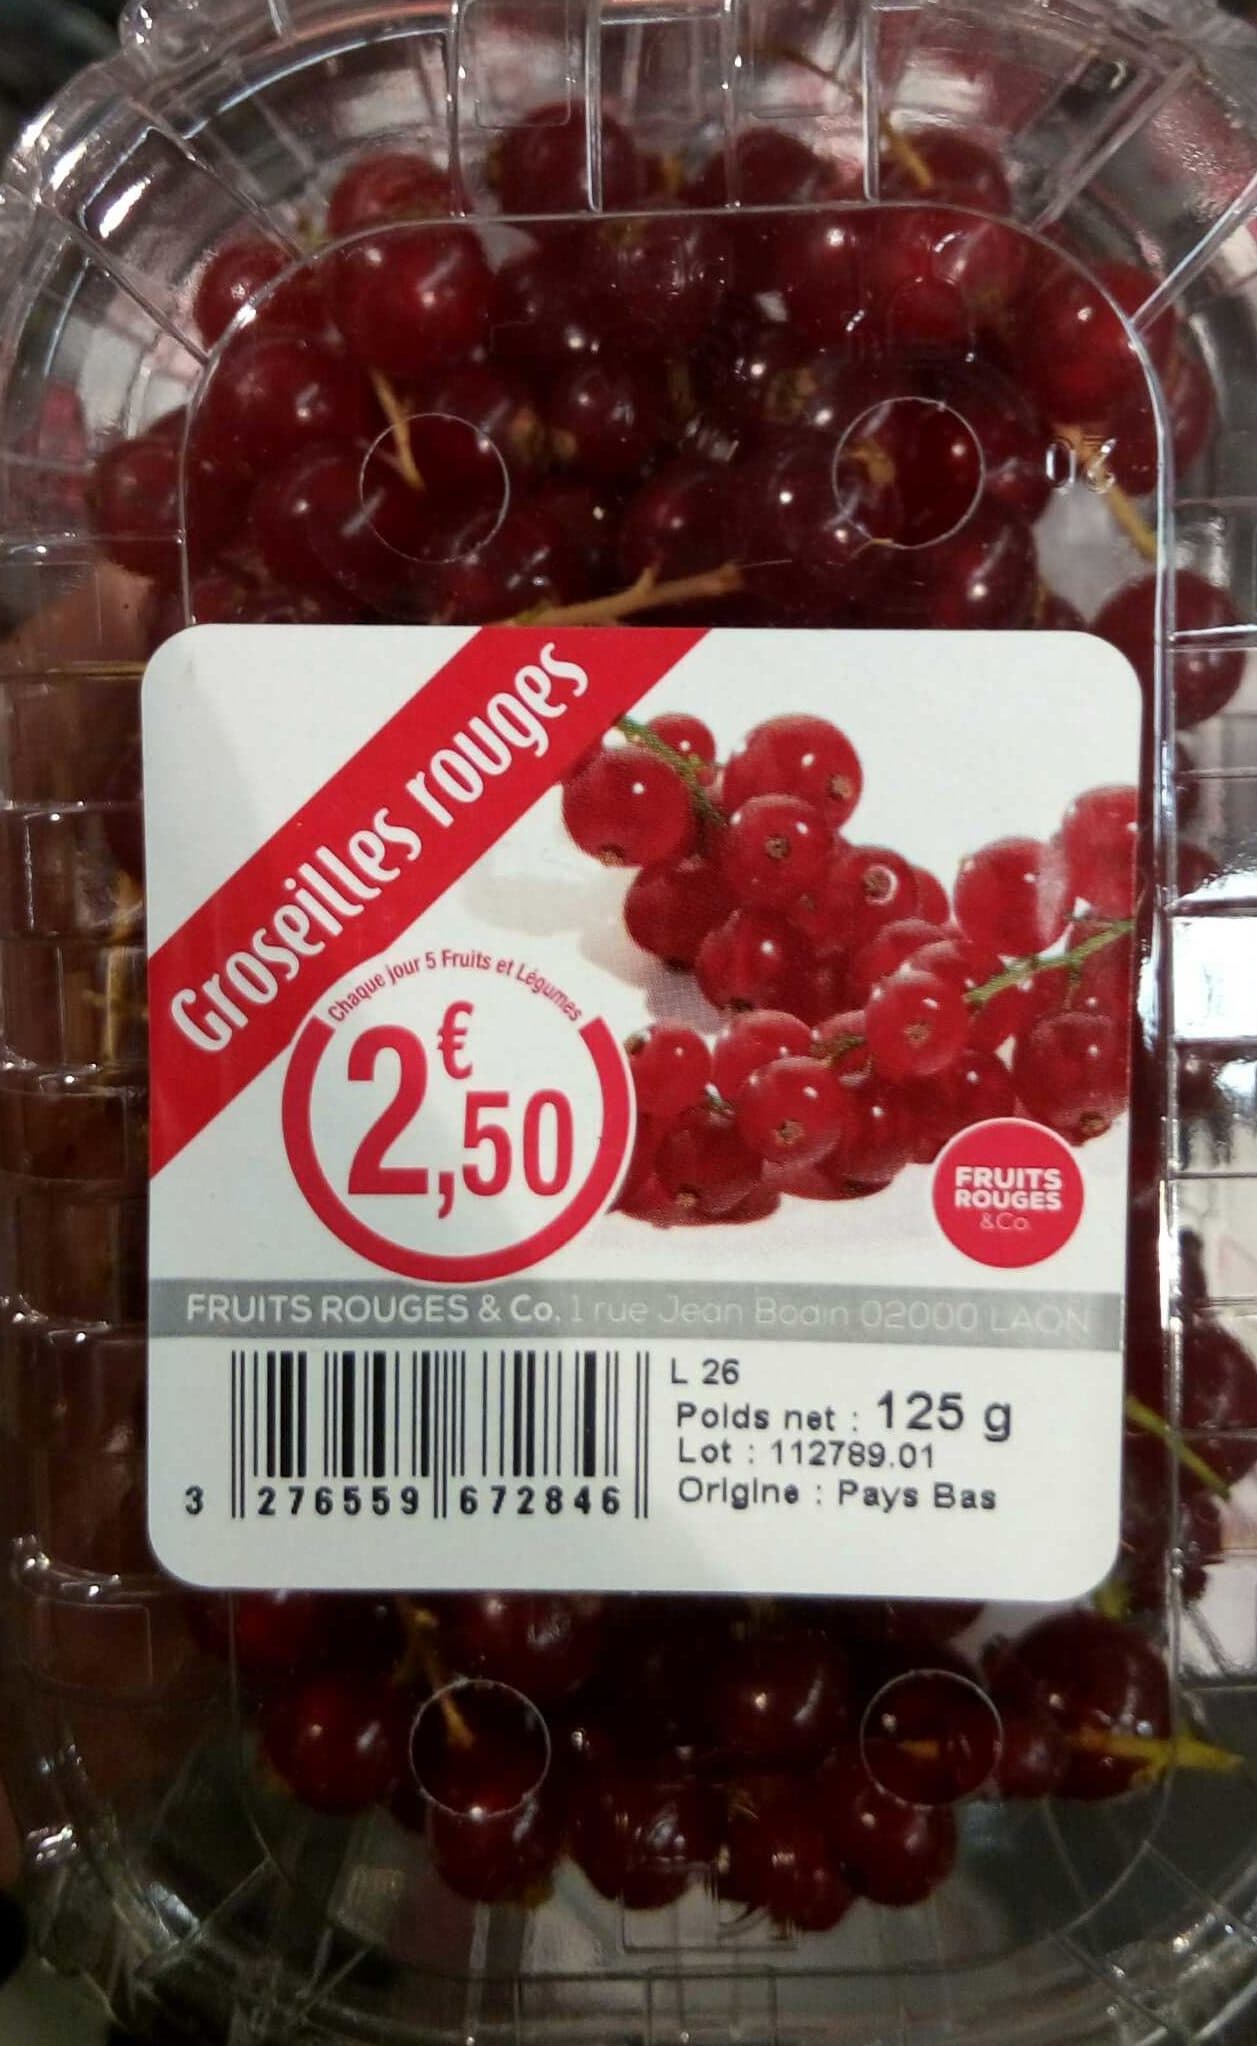 Groseilles rouges
Chaque jour 5 Fruits et Légumes
2,50 €
FRUITS
ROUGES
&Co.
FRUITS ROUGES & Co. 1 rue Jean Bodin 02000 LAON
L 26
Poids net : 125 g
Lot : 112789.01
Origine : Pays Bas
3 276559 672846